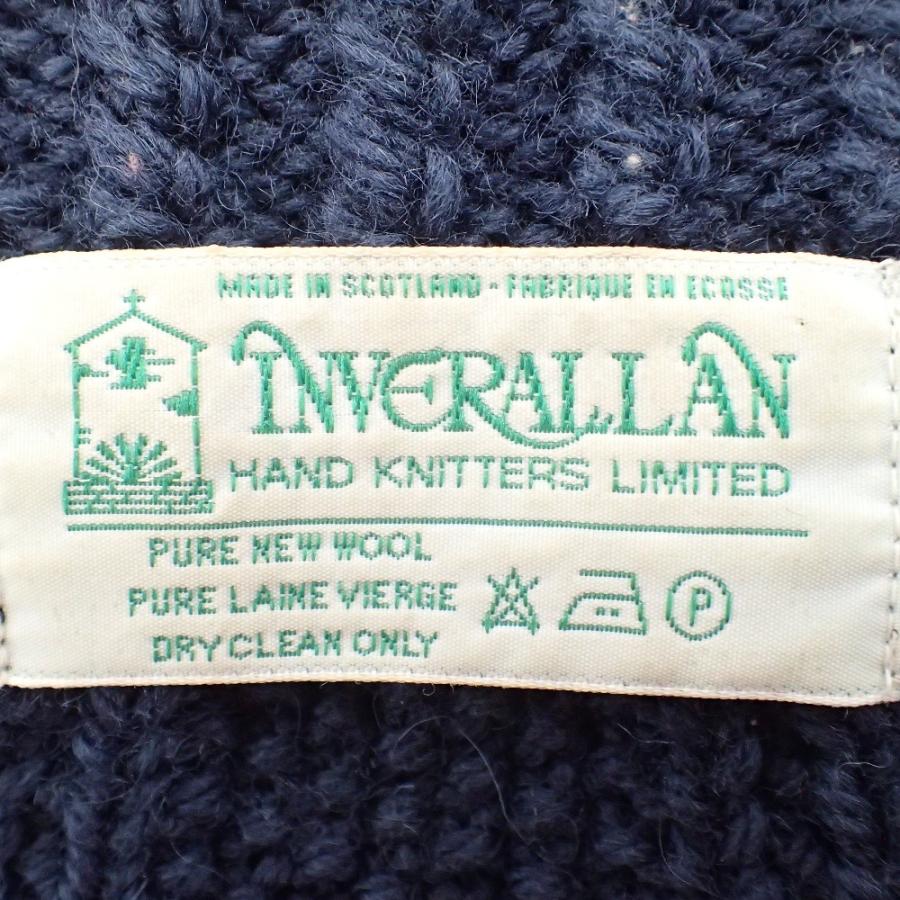 MADE IN SCOTLAND - FABRIQUE EN ECOSSE
INVERALLAN
HAND KNITTERS LIMITED
PURE NEW WOOL
PURE LAINE VIERGE
DRY CLEAN ONLY
P